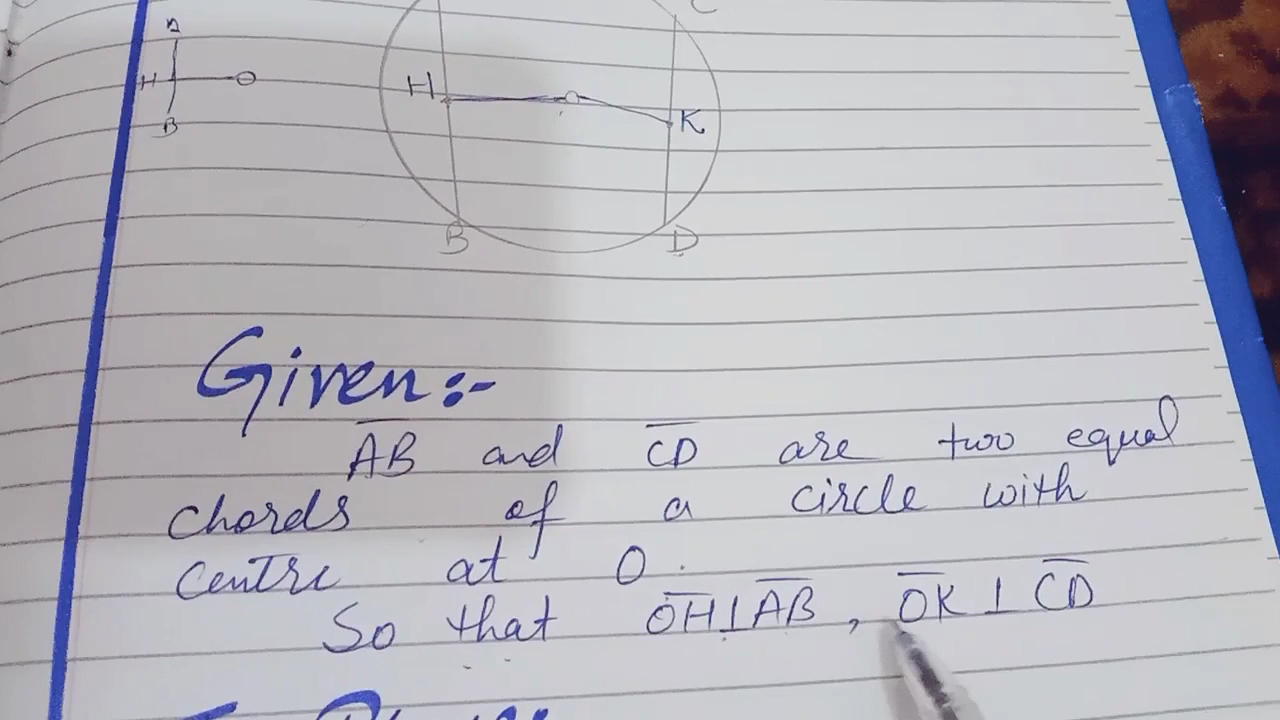 C
A
H
O
B
H
O
K
B
D
Given:-
AB and CD are two equal
chords of a circle with
centre at O.
So that OH⊥AB, OK⊥CD